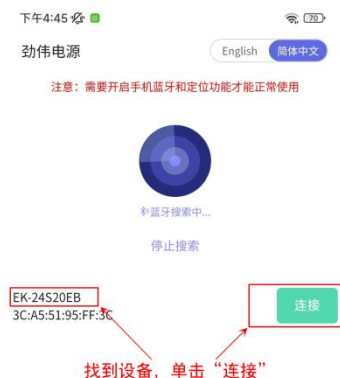 下午4:45
70
劲伟电源
English 简体中文
注意：需要开启手机蓝牙和定位功能才能正常使用
蓝牙搜索中...
停止搜索
EK-24S20EB
3C:A5:51:95:FF:3C
连接
找到设备，单击“连接”